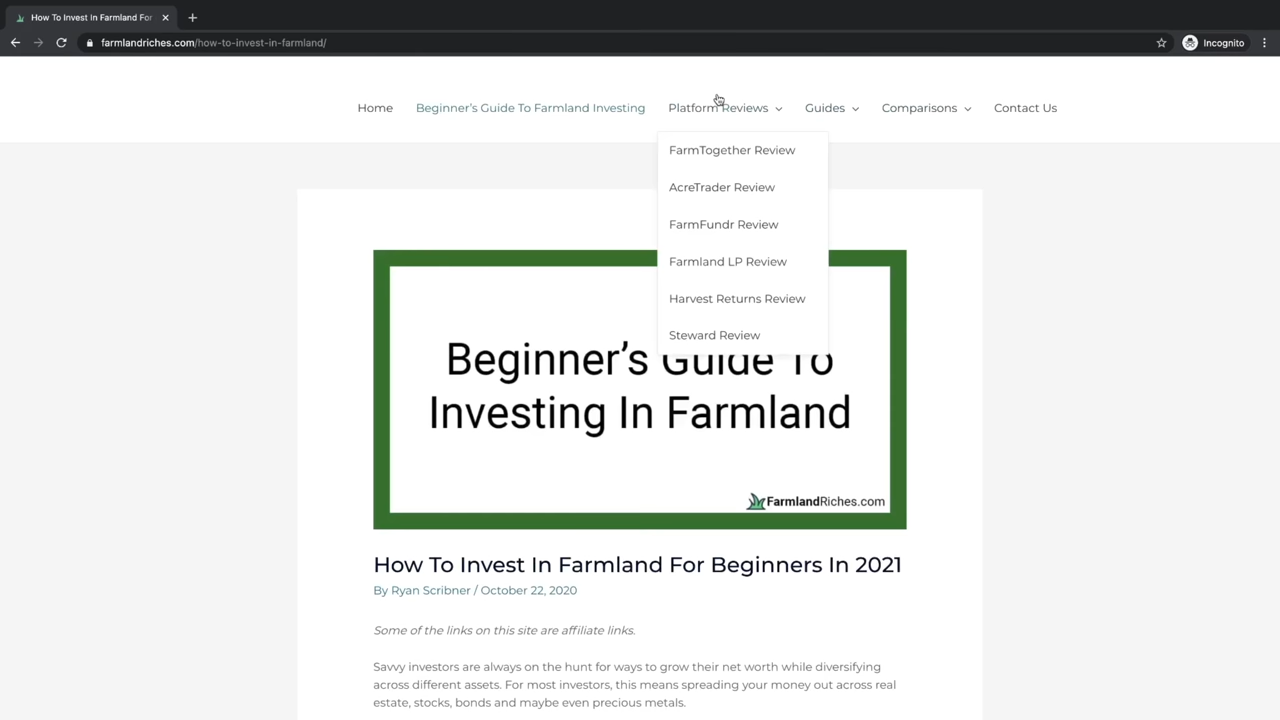 How To Invest In Farmland For
farmlandriches.com/how-to-invest-in-farmland/
Incognito
Home Beginner's Guide To Farmland Investing Platform Reviews Guides Comparisons Contact Us
FarmTogether Review
AcreTrader Review
FarmFundr Review
Farmland LP Review
Harvest Returns Review
Steward Review
Beginner's Guide To
Investing In Farmland
FarmlandRiches.com
How To Invest In Farmland For Beginners In 2021
By Ryan Scribner / October 22, 2020
Some of the links on this site are affiliate links.
Savvy investors are always on the hunt for ways to grow their net worth while diversifying
across different assets. For most investors, this means spreading your money out across real
estate, stocks, bonds and maybe even precious metals.